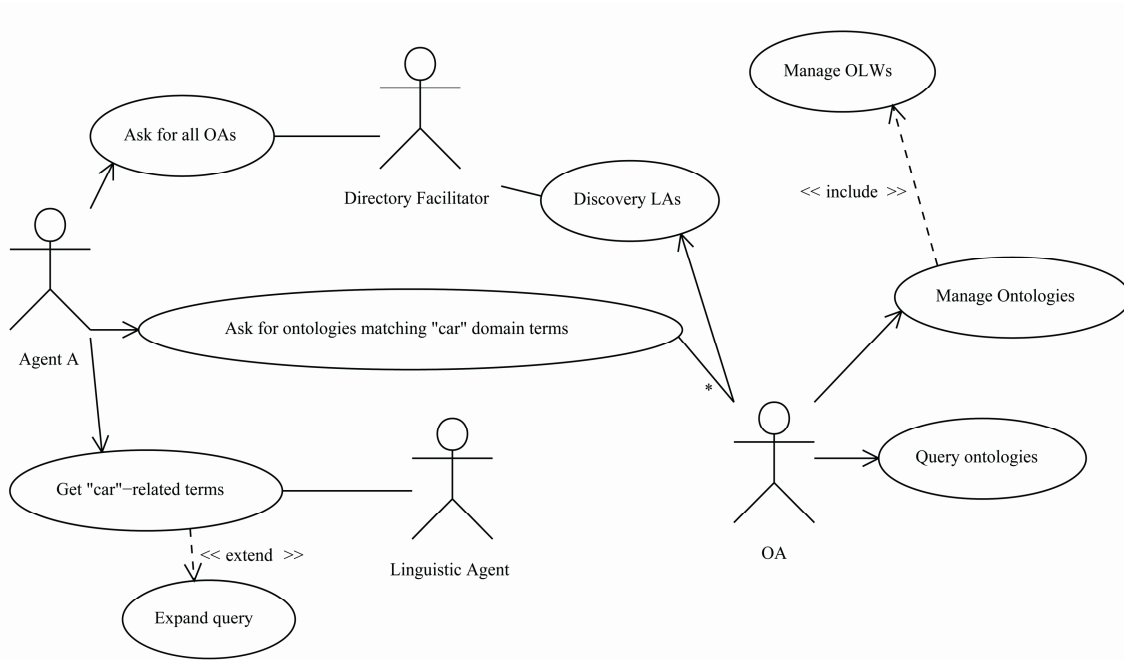 Manage OLWs
Ask for all OAs
Directory Facilitator
Discovery LAs
<< include >>
Manage Ontologies
Ask for ontologies matching "car" domain terms
Agent A
*
Query ontologies
Get "car"−related terms
<< extend >>
Linguistic Agent
OA
Expand query